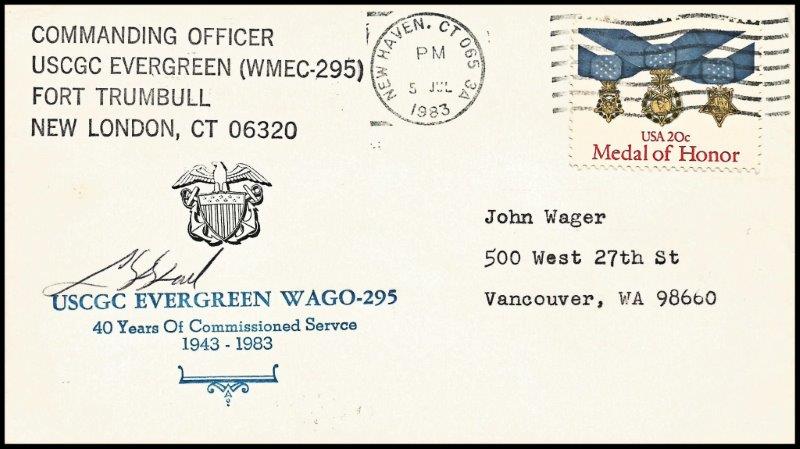 COMMANDING OFFICER
USCGC EVERGREEN (WMEC-295)
FORT TRUMBULL
NEW LONDON, CT 06320
NEW HAVEN, CT 065 3A
PM
5 JUL
1983
USA 20c
Medal of Honor
John Wager
500 West 27th St
Vancouver, WA 98660
USCGC EVERGREEN WAGO-295
40 Years Of Commissioned Servce
1943 - 1983